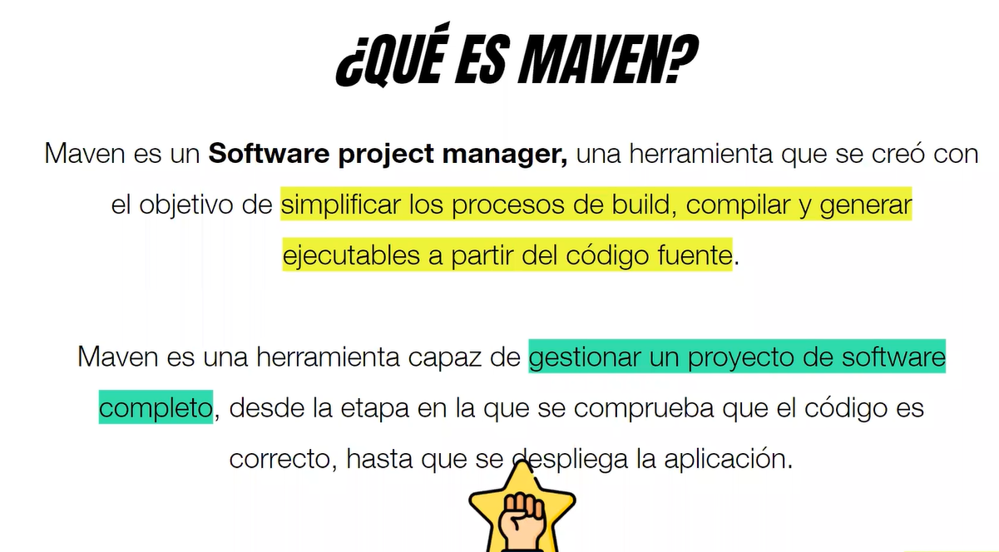 ¿QUÉ ES MAVEN?
Maven es un Software project manager, una herramienta que se creó con
el objetivo de simplificar los procesos de build, compilar y generar
ejecutables a partir del código fuente.
Maven es una herramienta capaz de gestionar un proyecto de software
completo, desde la etapa en la que se comprueba que el código es
correcto, hasta que se despliega la aplicación.